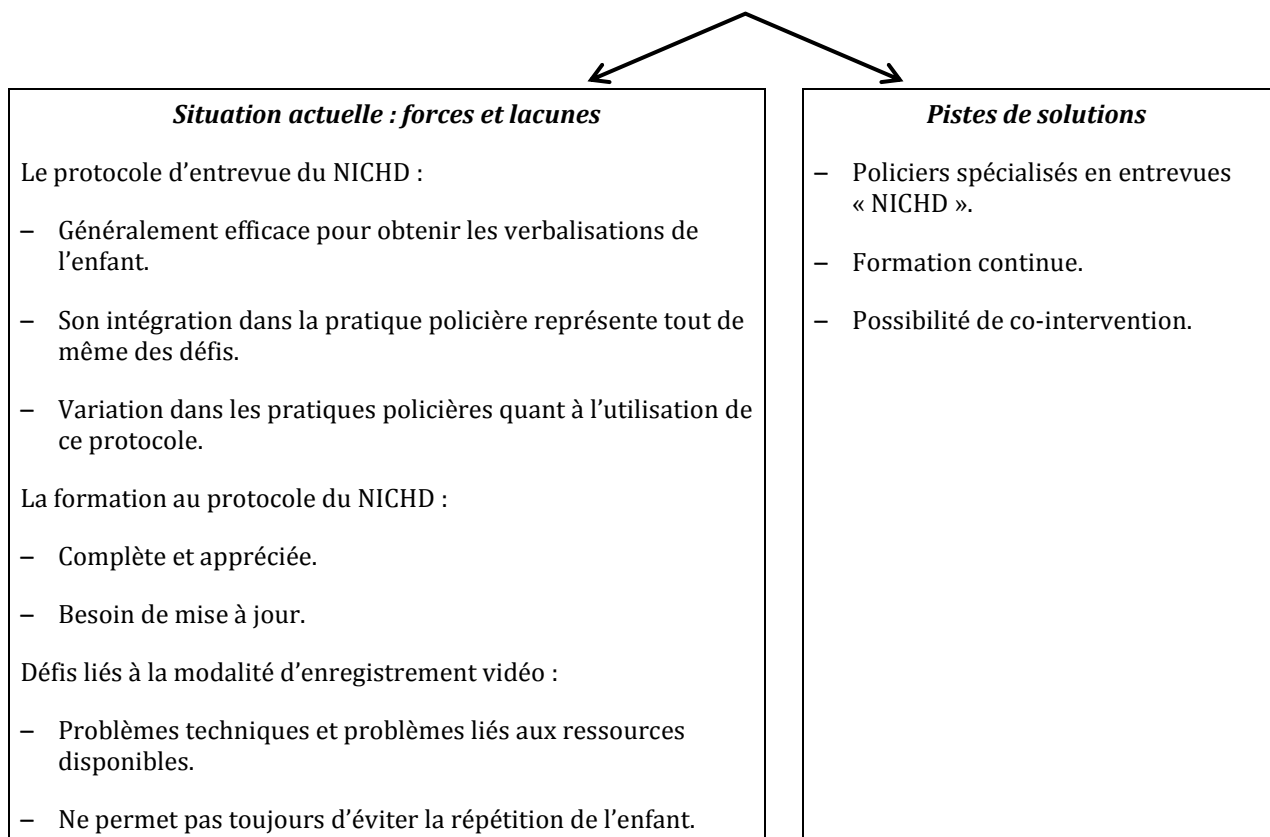 Situation actuelle : forces et lacunes
Le protocole d’entrevue du NICHD :
– Généralement efficace pour obtenir les verbalisations de
l’enfant.
– Son intégration dans la pratique policière représente tout de
même des défis.
– Variation dans les pratiques policières quant à l’utilisation de
ce protocole.
La formation au protocole du NICHD :
– Complète et appréciée.
– Besoin de mise à jour.
Défis liés à la modalité d’enregistrement vidéo :
– Problèmes techniques et problèmes liés aux ressources
disponibles.
– Ne permet pas toujours d’éviter la répétition de l’enfant.
Pistes de solutions
– Policiers spécialisés en entrevues
« NICHD ».
– Formation continue.
– Possibilité de co-intervention.